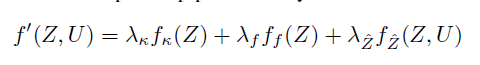 f'(Z, U) = λ_κ f_κ(Z) + λ_f f_f(Z) + λ_Ẑ f_Ẑ(Z, U)